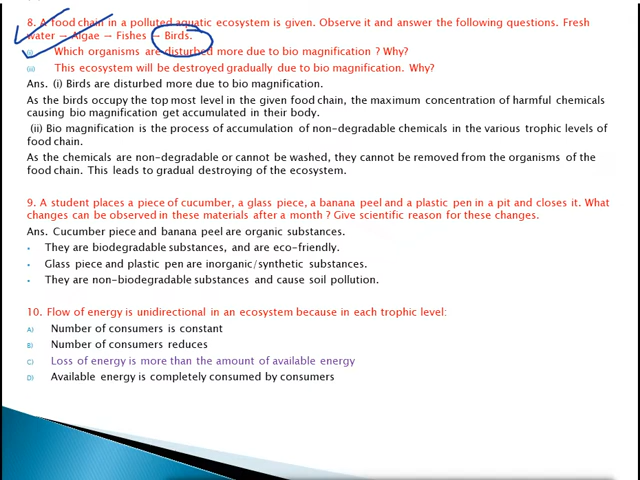 8. A food chain in a polluted aquatic ecosystem is given. Observe it and answer the following questions. Fresh
water → Algae → Fishes → Birds.
(i) Which organisms are disturbed more due to bio magnification ? Why?
(ii) This ecosystem will be destroyed gradually due to bio magnification. Why?
Ans. (i) Birds are disturbed more due to bio magnification.
As the birds occupy the top most level in the given food chain, the maximum concentration of harmful chemicals
causing bio magnification get accumulated in their body.
(ii) Bio magnification is the process of accumulation of non-degradable chemicals in the various trophic levels of
food chain.
As the chemicals are non-degradable or cannot be washed, they cannot be removed from the organisms of the
food chain. This leads to gradual destroying of the ecosystem.
9. A student places a piece of cucumber, a glass piece, a banana peel and a plastic pen in a pit and closes it. What
changes can be observed in these materials after a month ? Give scientific reason for these changes.
Ans. Cucumber piece and banana peel are organic substances.
• They are biodegradable substances, and are eco-friendly.
• Glass piece and plastic pen are inorganic/synthetic substances.
• They are non-biodegradable substances and cause soil pollution.
10. Flow of energy is unidirectional in an ecosystem because in each trophic level:
A) Number of consumers is constant
B) Number of consumers reduces
C) Loss of energy is more than the amount of available energy
D) Available energy is completely consumed by consumers